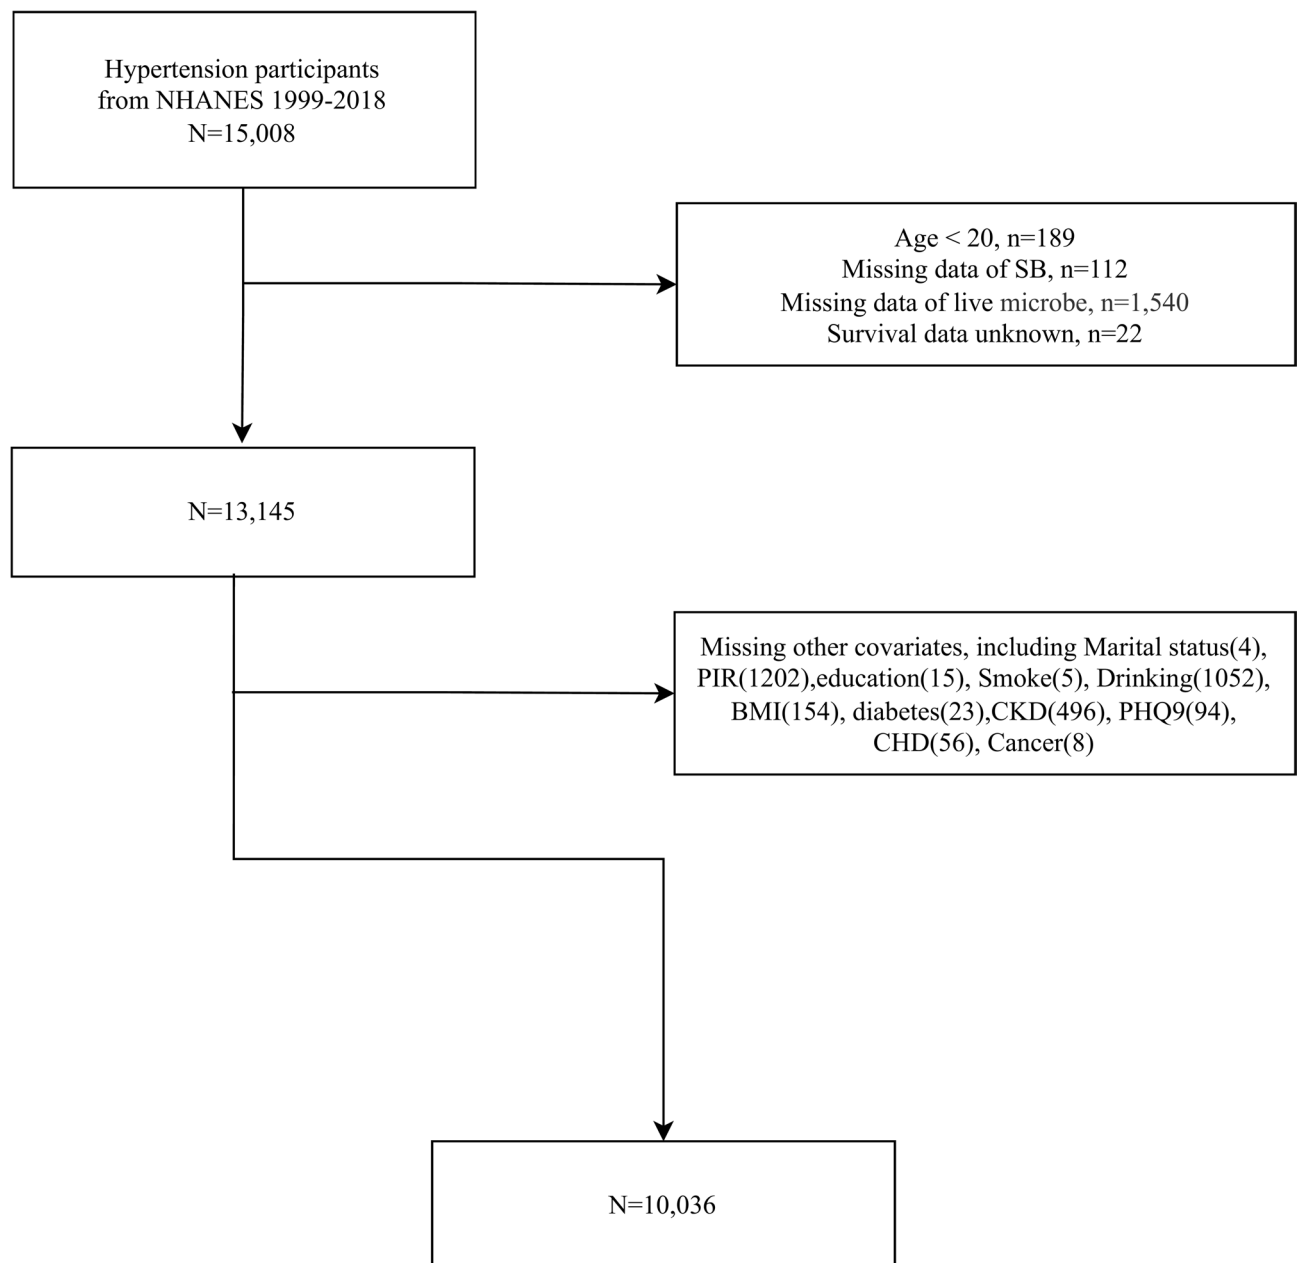 Hypertension participants
from NHANES 1999-2018
N=15,008
Age < 20, n=189
Missing data of SB, n=112
Missing data of live microbe, n=1,540
Survival data unknown, n=22
N=13,145
Missing other covariates, including Marital status(4),
PIR(1202),education(15), Smoke(5), Drinking(1052),
BMI(154), diabetes(23),CKD(496), PHQ9(94),
CHD(56), Cancer(8)
N=10,036